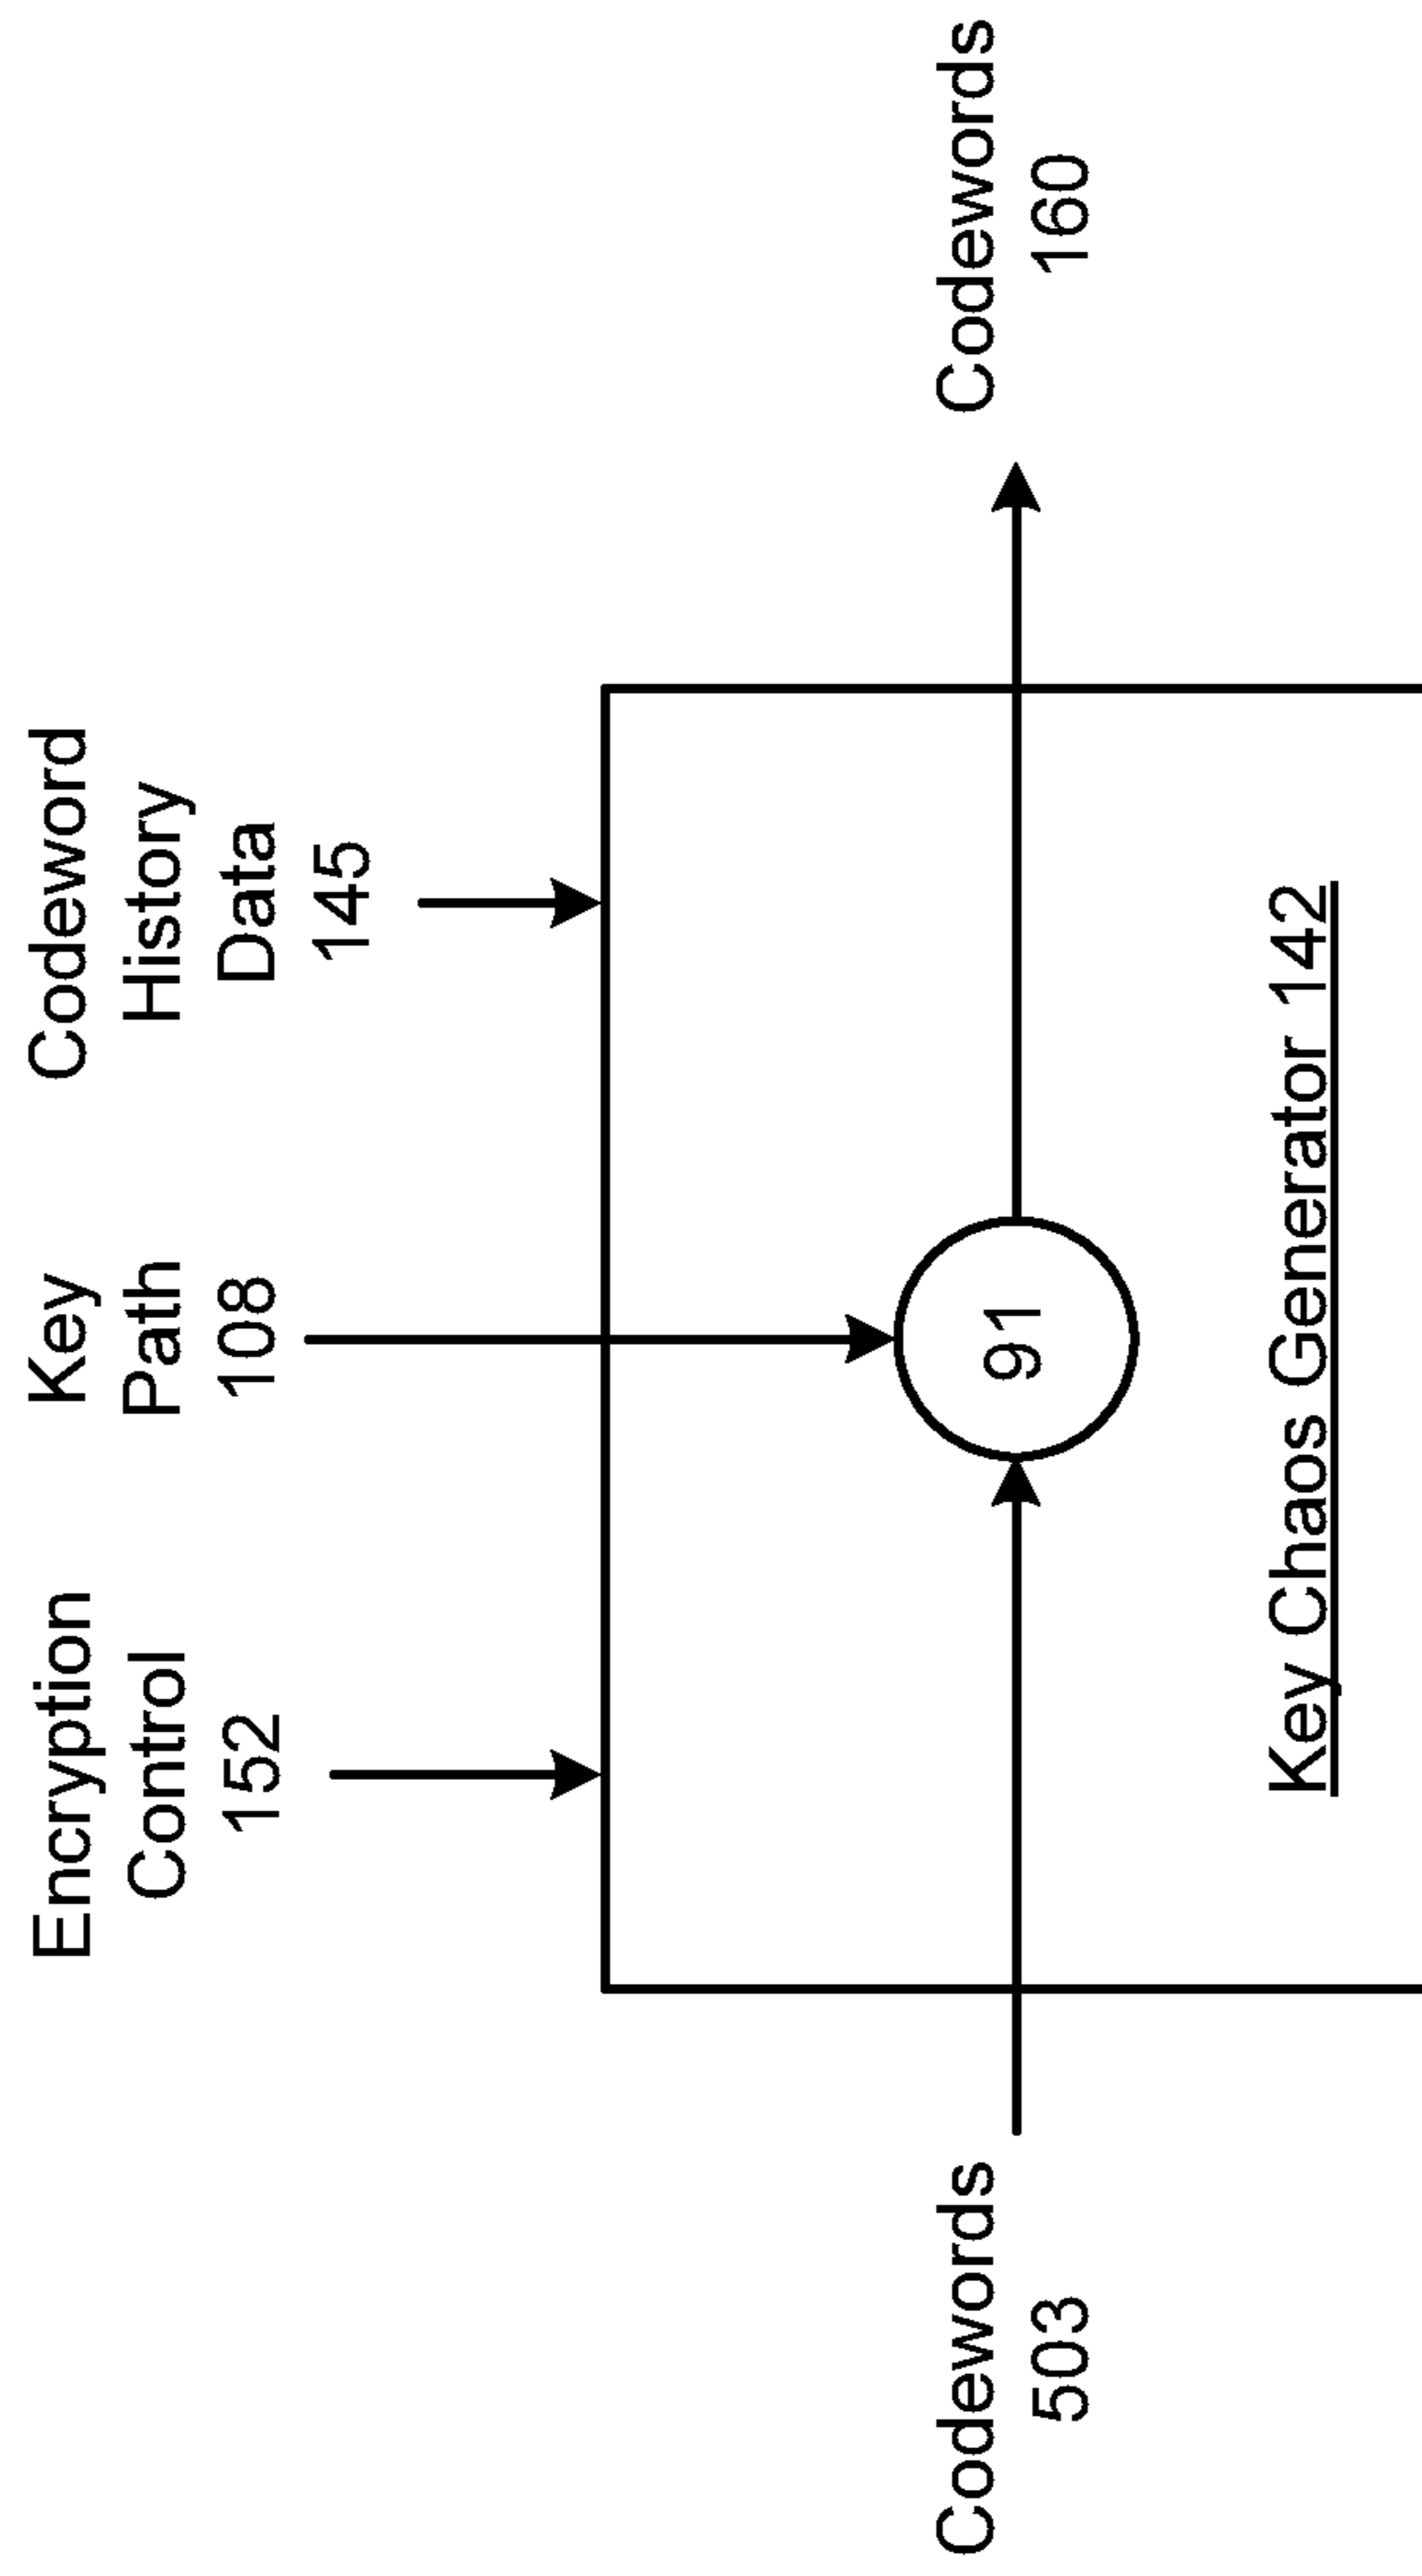 Encryption
Control
152
Key
Path
108
Codeword
History
Data
145
Codewords
503
91
Codewords
160
Key Chaos Generator 142